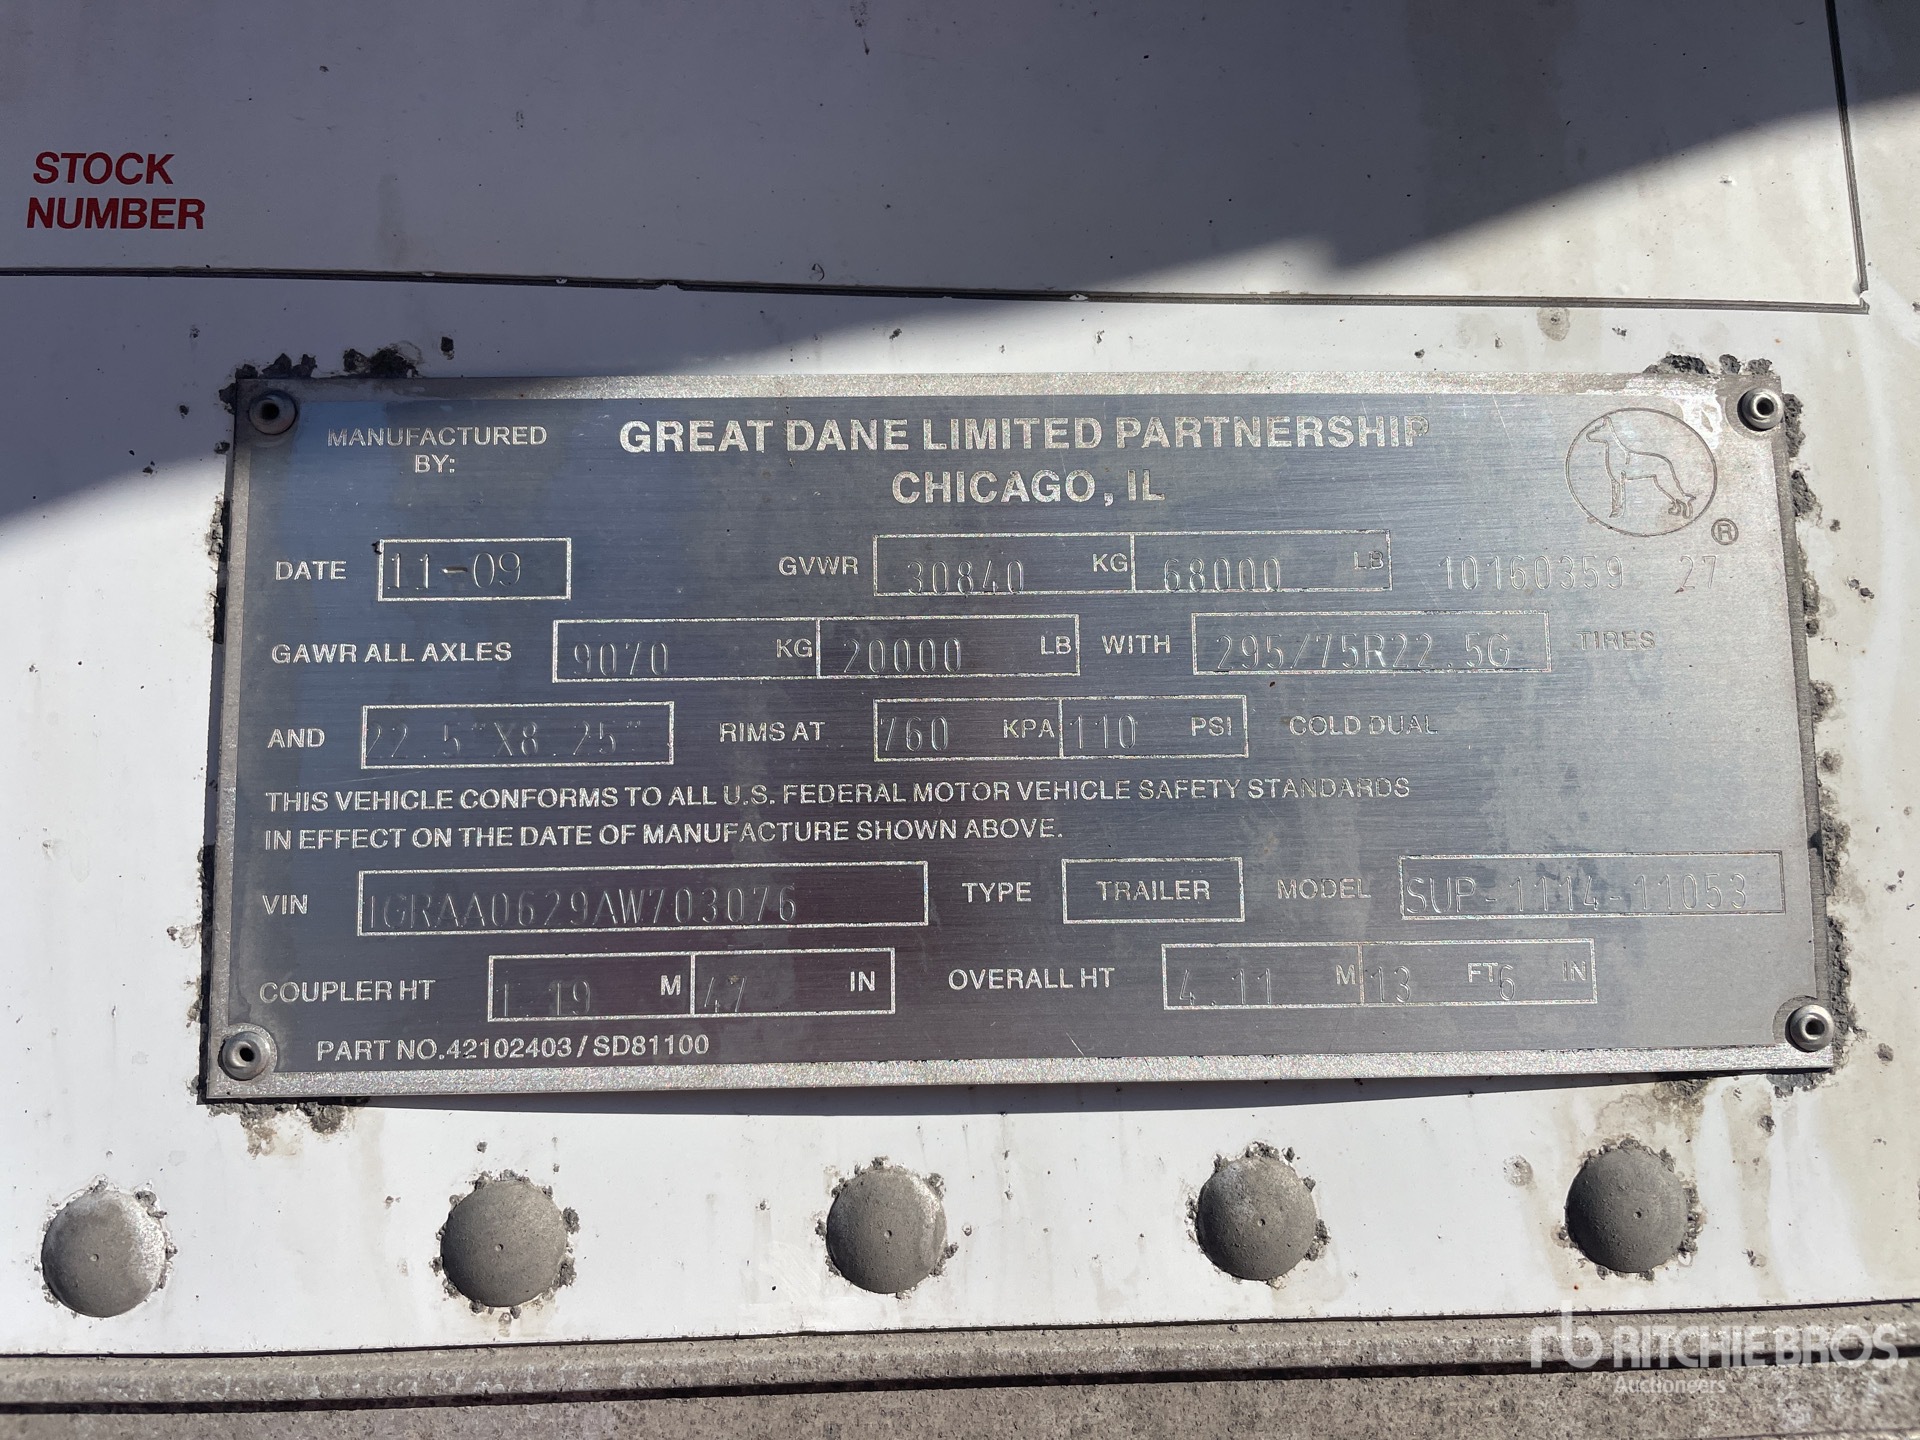 STOCK
NUMBER
MANUFACTURED BY: GREAT DANE LIMITED PARTNERSHIP
CHICAGO, IL
®
DATE 11-09 GVWR 30840 KG 68000 LB 10160359 27
GAWR ALL AXLES 9070 KG 20000 LB WITH 295/75R22.5G TIRES
AND 22.5"X8.25" RIMS AT 760 KPA 110 PSI COLD DUAL
THIS VEHICLE CONFORMS TO ALL U.S. FEDERAL MOTOR VEHICLE SAFETY STANDARDS
IN EFFECT ON THE DATE OF MANUFACTURE SHOWN ABOVE.
VIN 1GRAA0629AW703076 TYPE TRAILER MODEL SUP-1114-11053
COUPLER HT 1.19 M 47 IN OVERALL HT 4.11 M 13 FT 6 IN
PART NO.42102403/SD81100
rb RITCHIE BROS.
Auctioneers